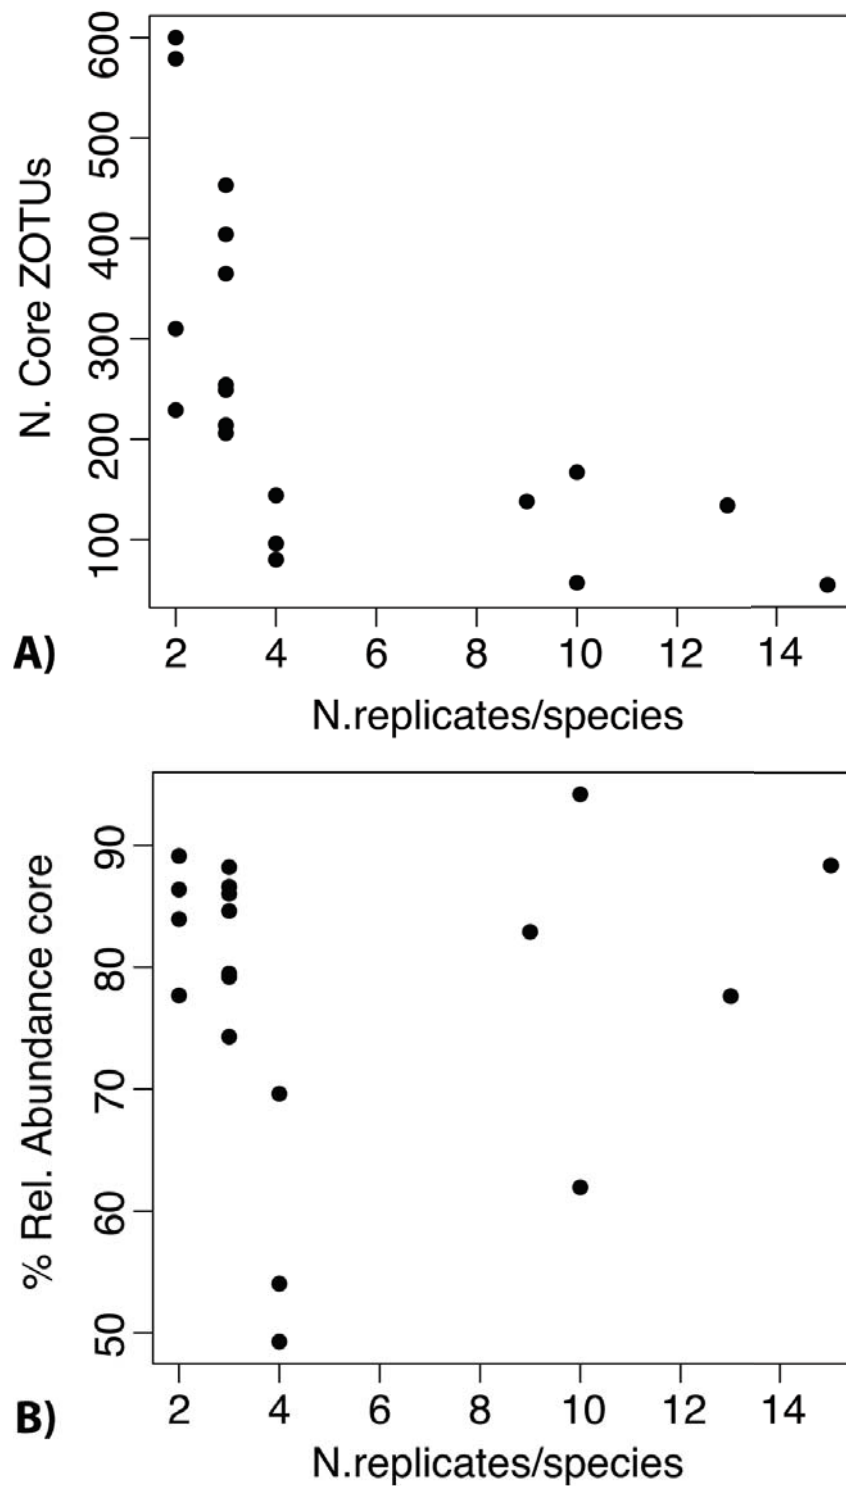 600
500
400
300
200
100
N. Core ZOTUs
2 4 6 8 10 12 14
A)
N.replicates/species
90
80
70
60
50
% Rel. Abundance core
2 4 6 8 10 12 14
B)
N.replicates/species